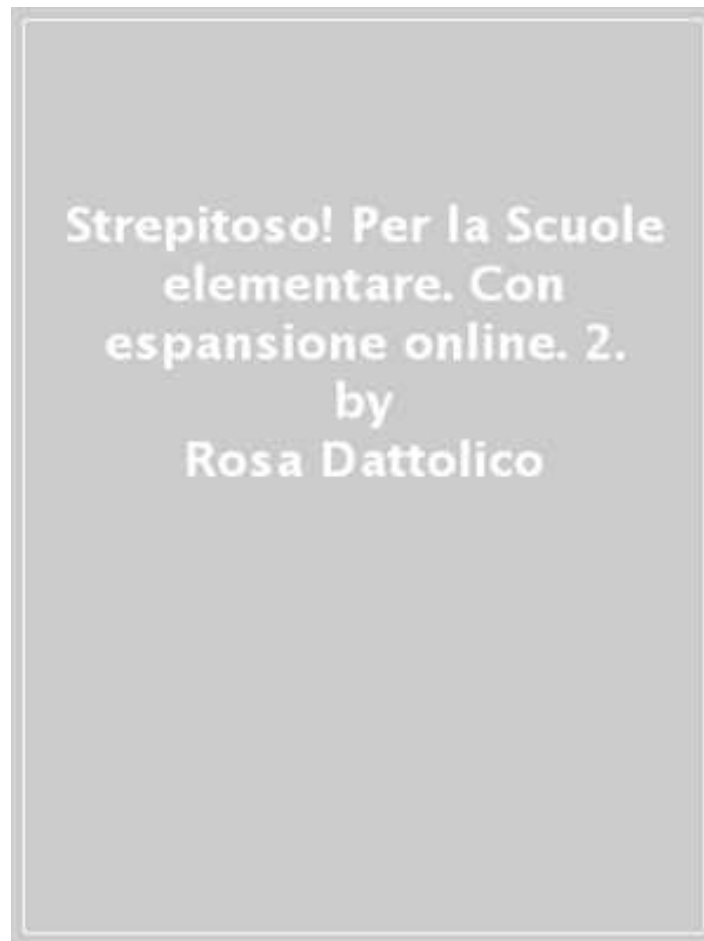 Strepitoso! Per la Scuole
elementare. Con
espansione online. 2.
by
Rosa Dattolico